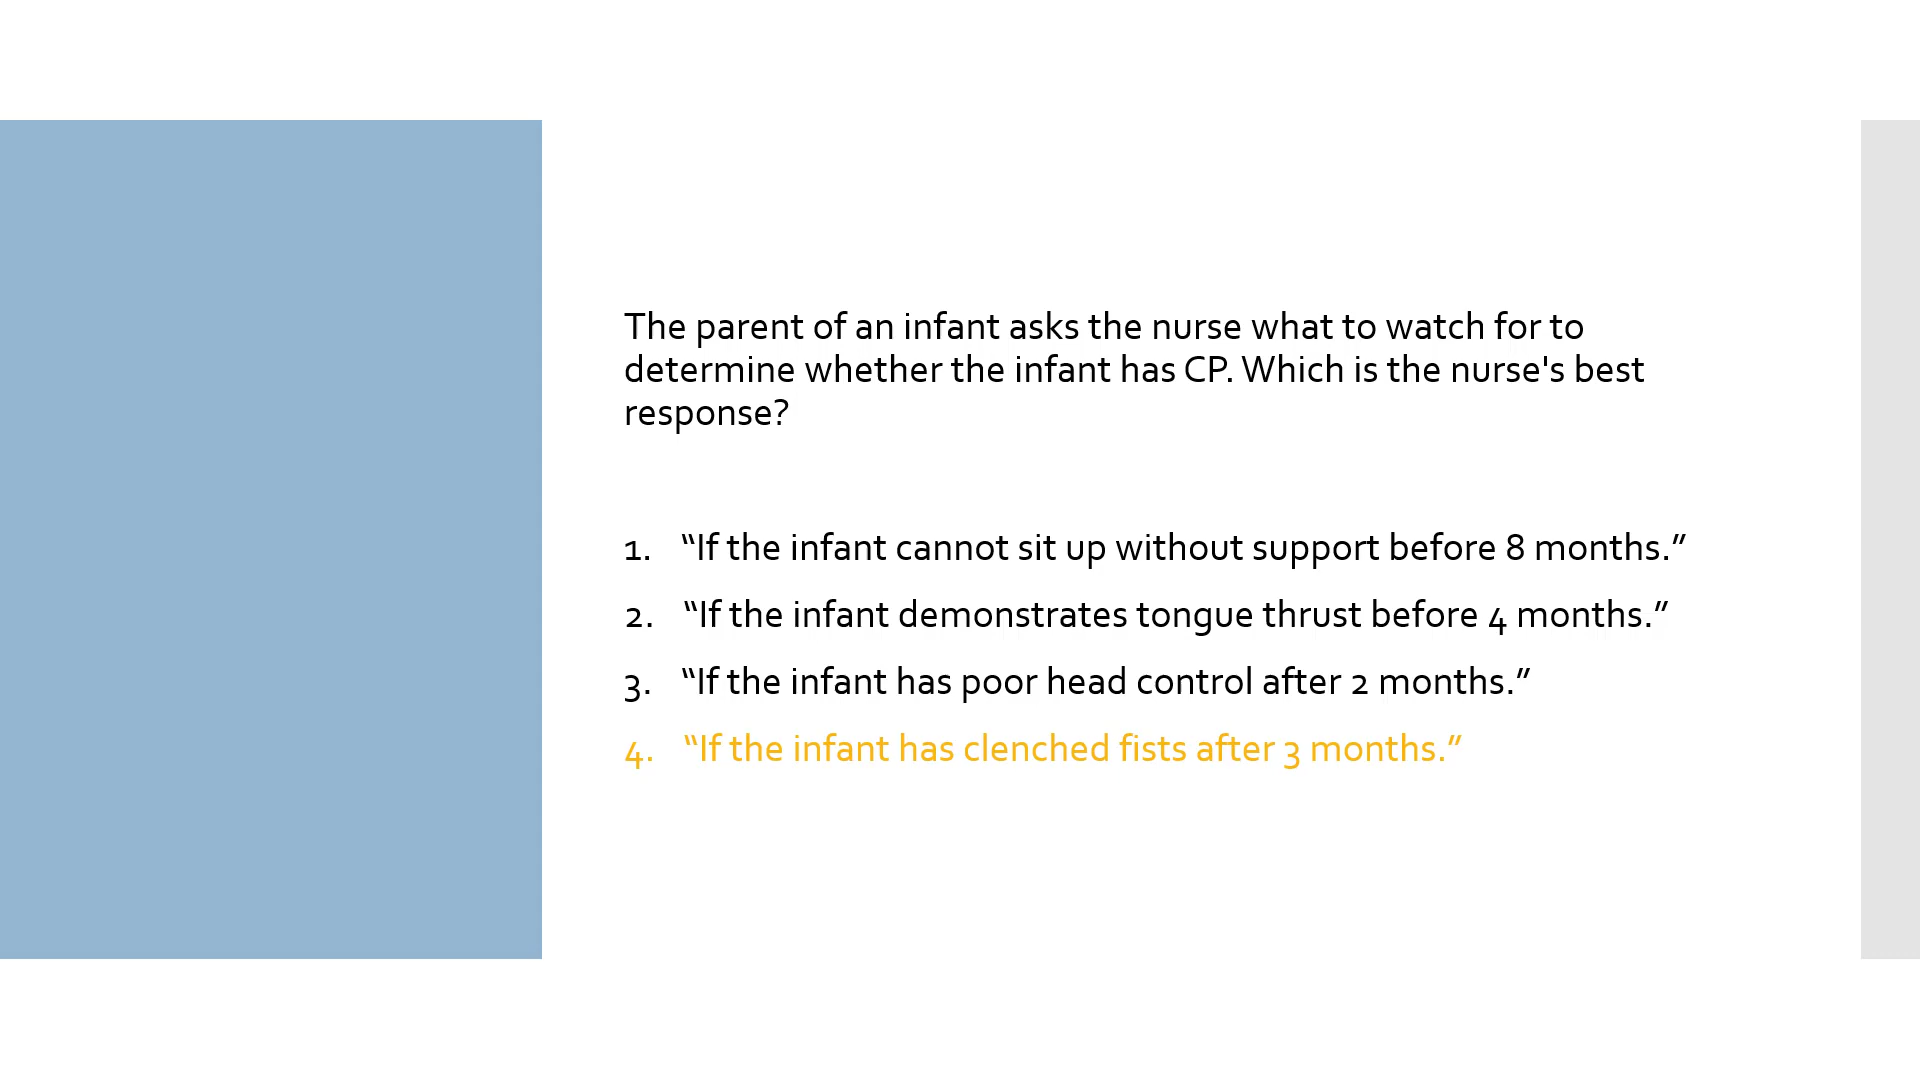 The parent of an infant asks the nurse what to watch for to
determine whether the infant has CP. Which is the nurse's best
response?
1. “If the infant cannot sit up without support before 8 months.”
2. “If the infant demonstrates tongue thrust before 4 months.”
3. “If the infant has poor head control after 2 months.”
4. “If the infant has clenched fists after 3 months.”